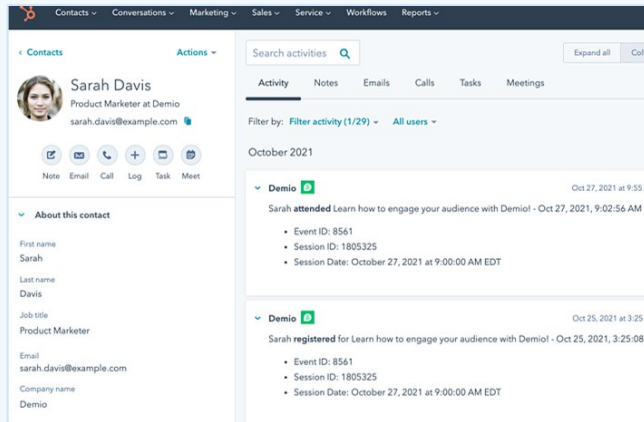 Contacts Conversations Marketing Sales Service Workflows Reports
Contacts
Actions
Sarah Davis
Product Marketer at Demio
sarah.davis@example.com
Note Email Call Log Task Meet
About this contact
First name
Sarah
Last name
Davis
Job title
Product Marketer
Email
sarah.davis@example.com
Company name
Demio
Search activities
Expand all Col
Activity Notes Emails Calls Tasks Meetings
Filter by: Filter activity (1/29) All users
October 2021
Demio Oct 27, 2021 at 9:55
Sarah attended Learn how to engage your audience with Demio! - Oct 27, 2021, 9:02:56 AM
• Event ID: 8561
• Session ID: 1805325
• Session Date: October 27, 2021 at 9:00:00 AM EDT
Demio Oct 25, 2021 at 3:25
Sarah registered for Learn how to engage your audience with Demio! - Oct 25, 2021, 3:25:08
• Event ID: 8561
• Session ID: 1805325
• Session Date: October 27, 2021 at 9:00:00 AM EDT